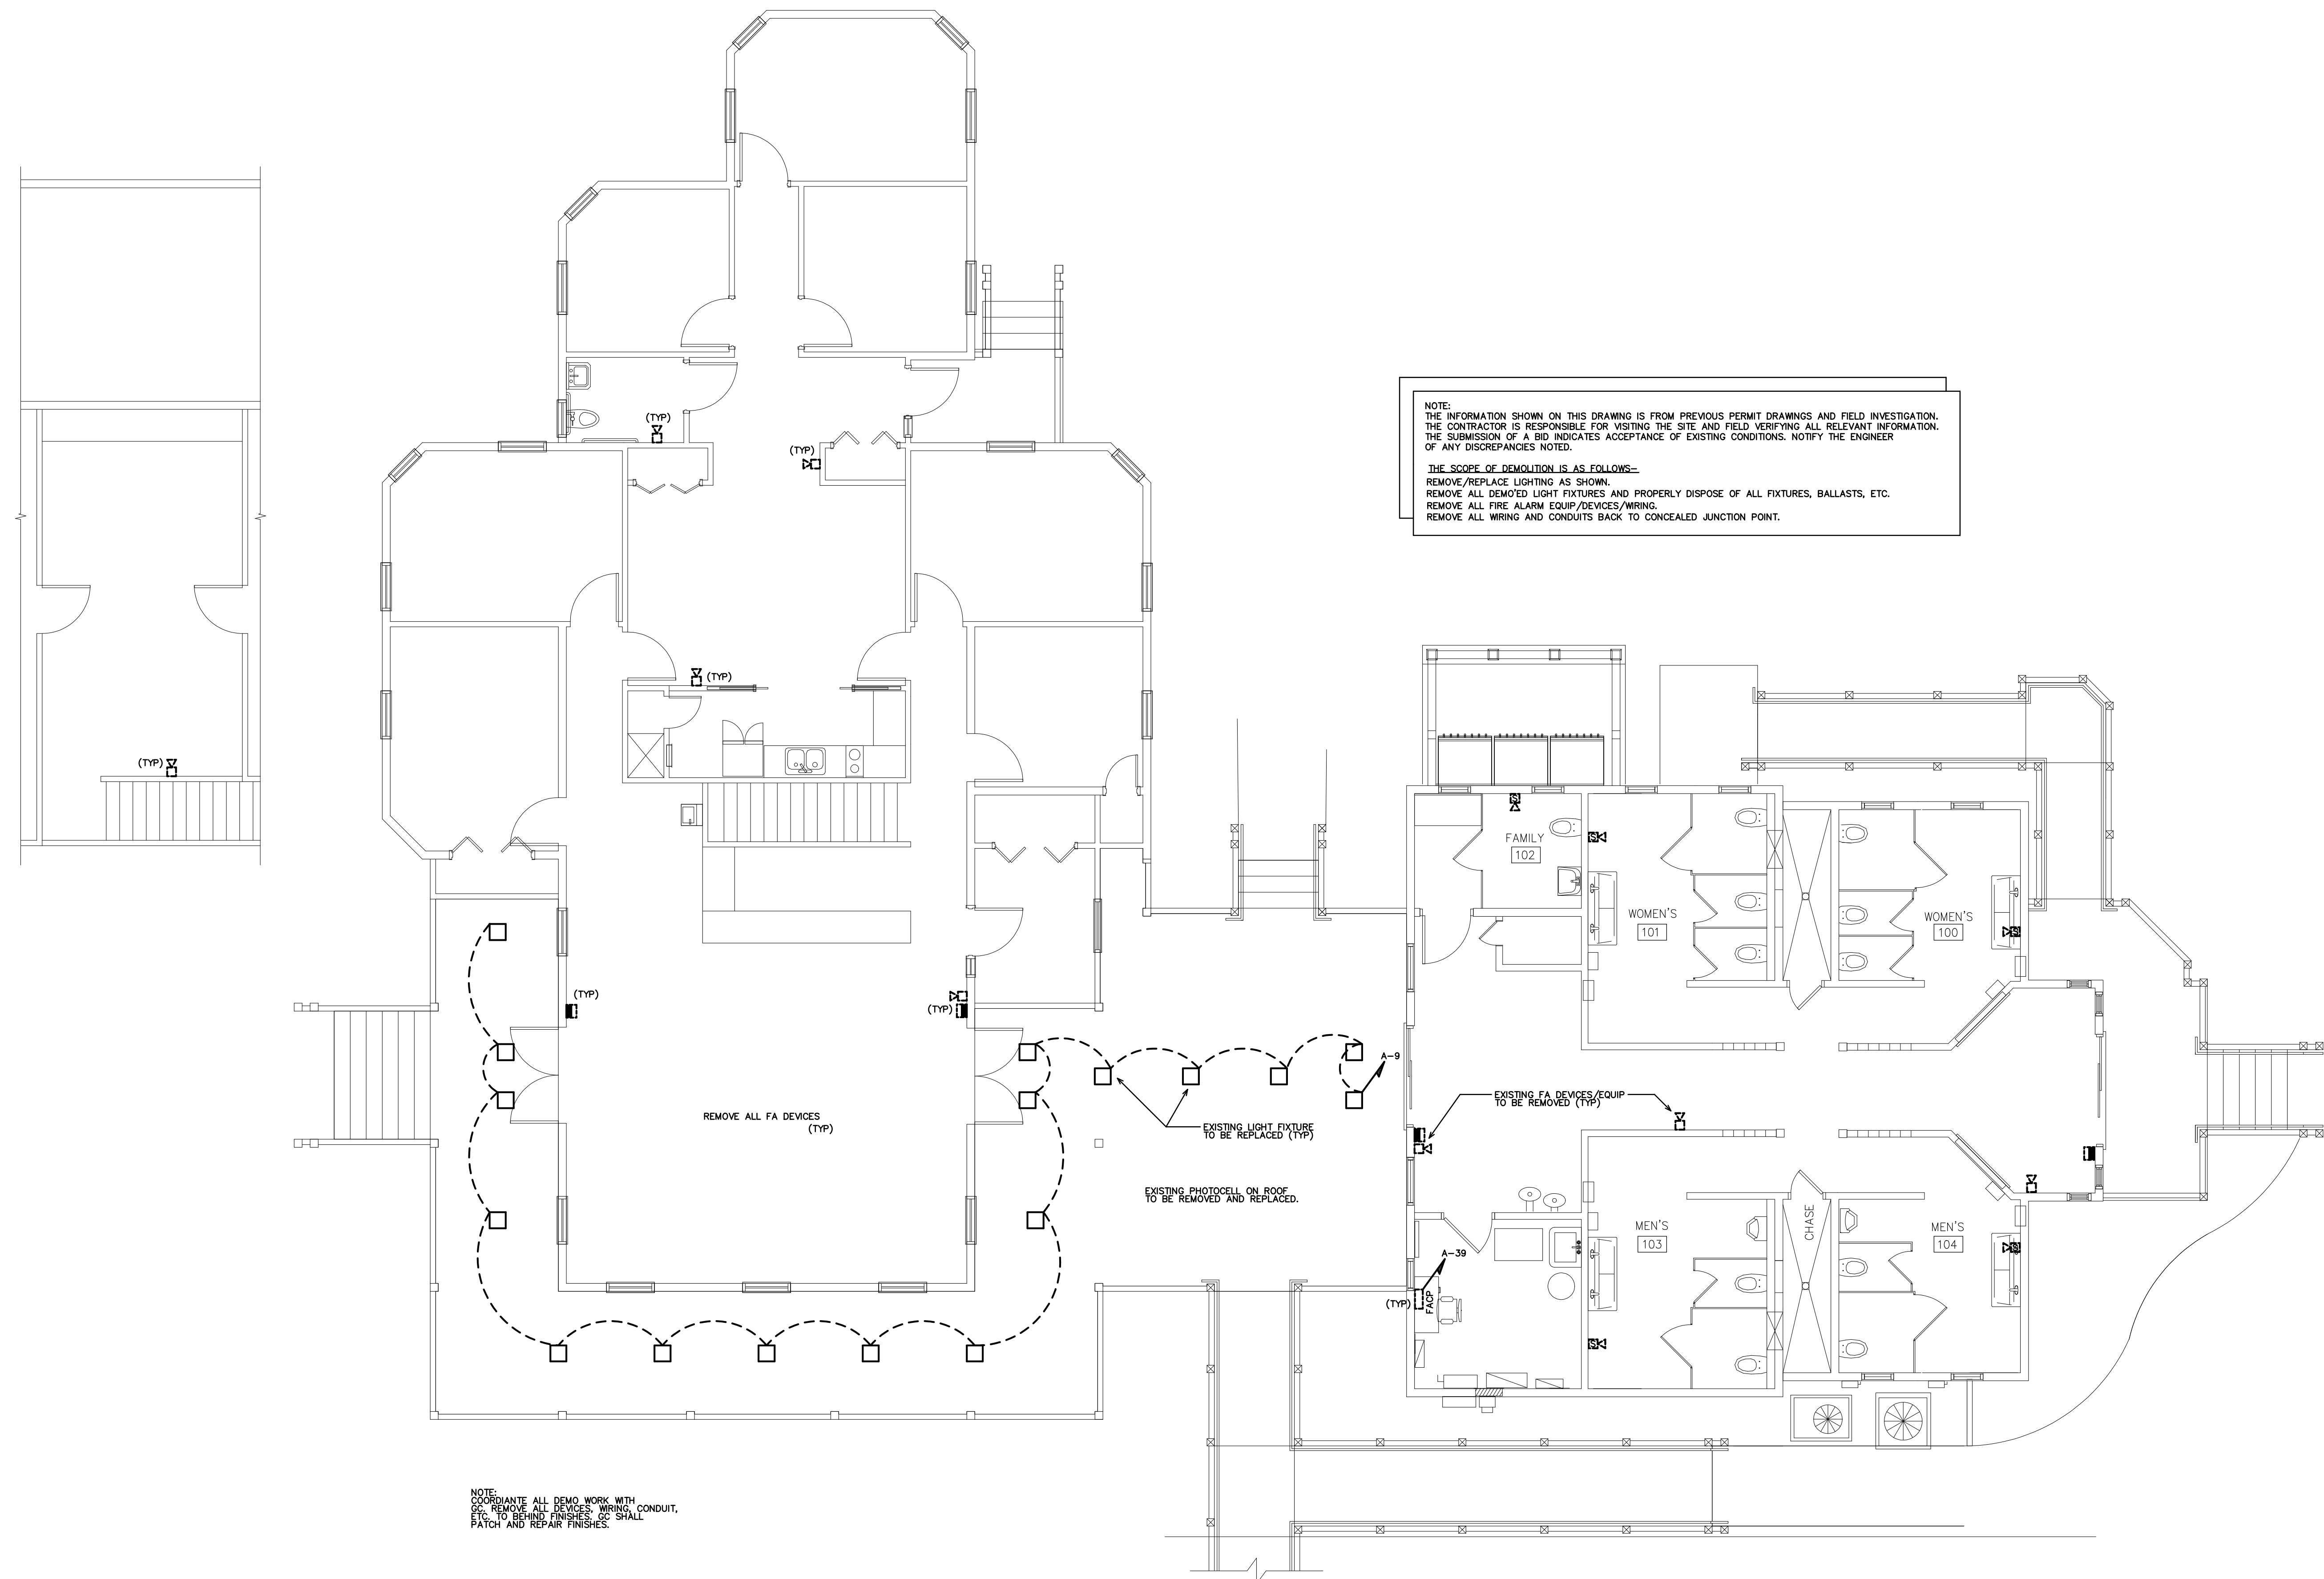 NOTE:
THE INFORMATION SHOWN ON THIS DRAWING IS FROM PREVIOUS PERMIT DRAWINGS AND FIELD INVESTIGATION.
THE CONTRACTOR IS RESPONSIBLE FOR VISITING THE SITE AND FIELD VERIFYING ALL RELEVANT INFORMATION.
THE SUBMISSION OF A BID INDICATES ACCEPTANCE OF EXISTING CONDITIONS. NOTIFY THE ENGINEER
OF ANY DISCREPANCIES NOTED.
THE SCOPE OF DEMOLITION IS AS FOLLOWS-
REMOVE/REPLACE LIGHTING AS SHOWN.
REMOVE ALL DEMO'ED LIGHT FIXTURES AND PROPERLY DISPOSE OF ALL FIXTURES, BALLASTS, ETC.
REMOVE ALL FIRE ALARM EQUIP/DEVICES/WIRING.
REMOVE ALL WIRING AND CONDUITS BACK TO CONCEALED JUNCTION POINT.
(TYP)
(TYP)
(TYP)
(TYP)
S
FAMILY
102
S
WOMEN'S
101
WOMEN'S
100
S
(TYP)
(TYP)
A-9
REMOVE ALL FA DEVICES
(TYP)
EXISTING LIGHT FIXTURE
TO BE REPLACED (TYP)
EXISTING FA DEVICES/EQUIP
TO BE REMOVED (TYP)
EXISTING PHOTOCELL ON ROOF
TO BE REMOVED AND REPLACED.
A-39
(TYP)
FACP
MEN'S
103
CHASE
MEN'S
104
S
S
NOTE:
COORDIANTE ALL DEMO WORK WITH
GC. REMOVE ALL DEVICES, WIRING, CONDUIT,
ETC. TO BEHIND FINISHES. GC SHALL
PATCH AND REPAIR FINISHES.